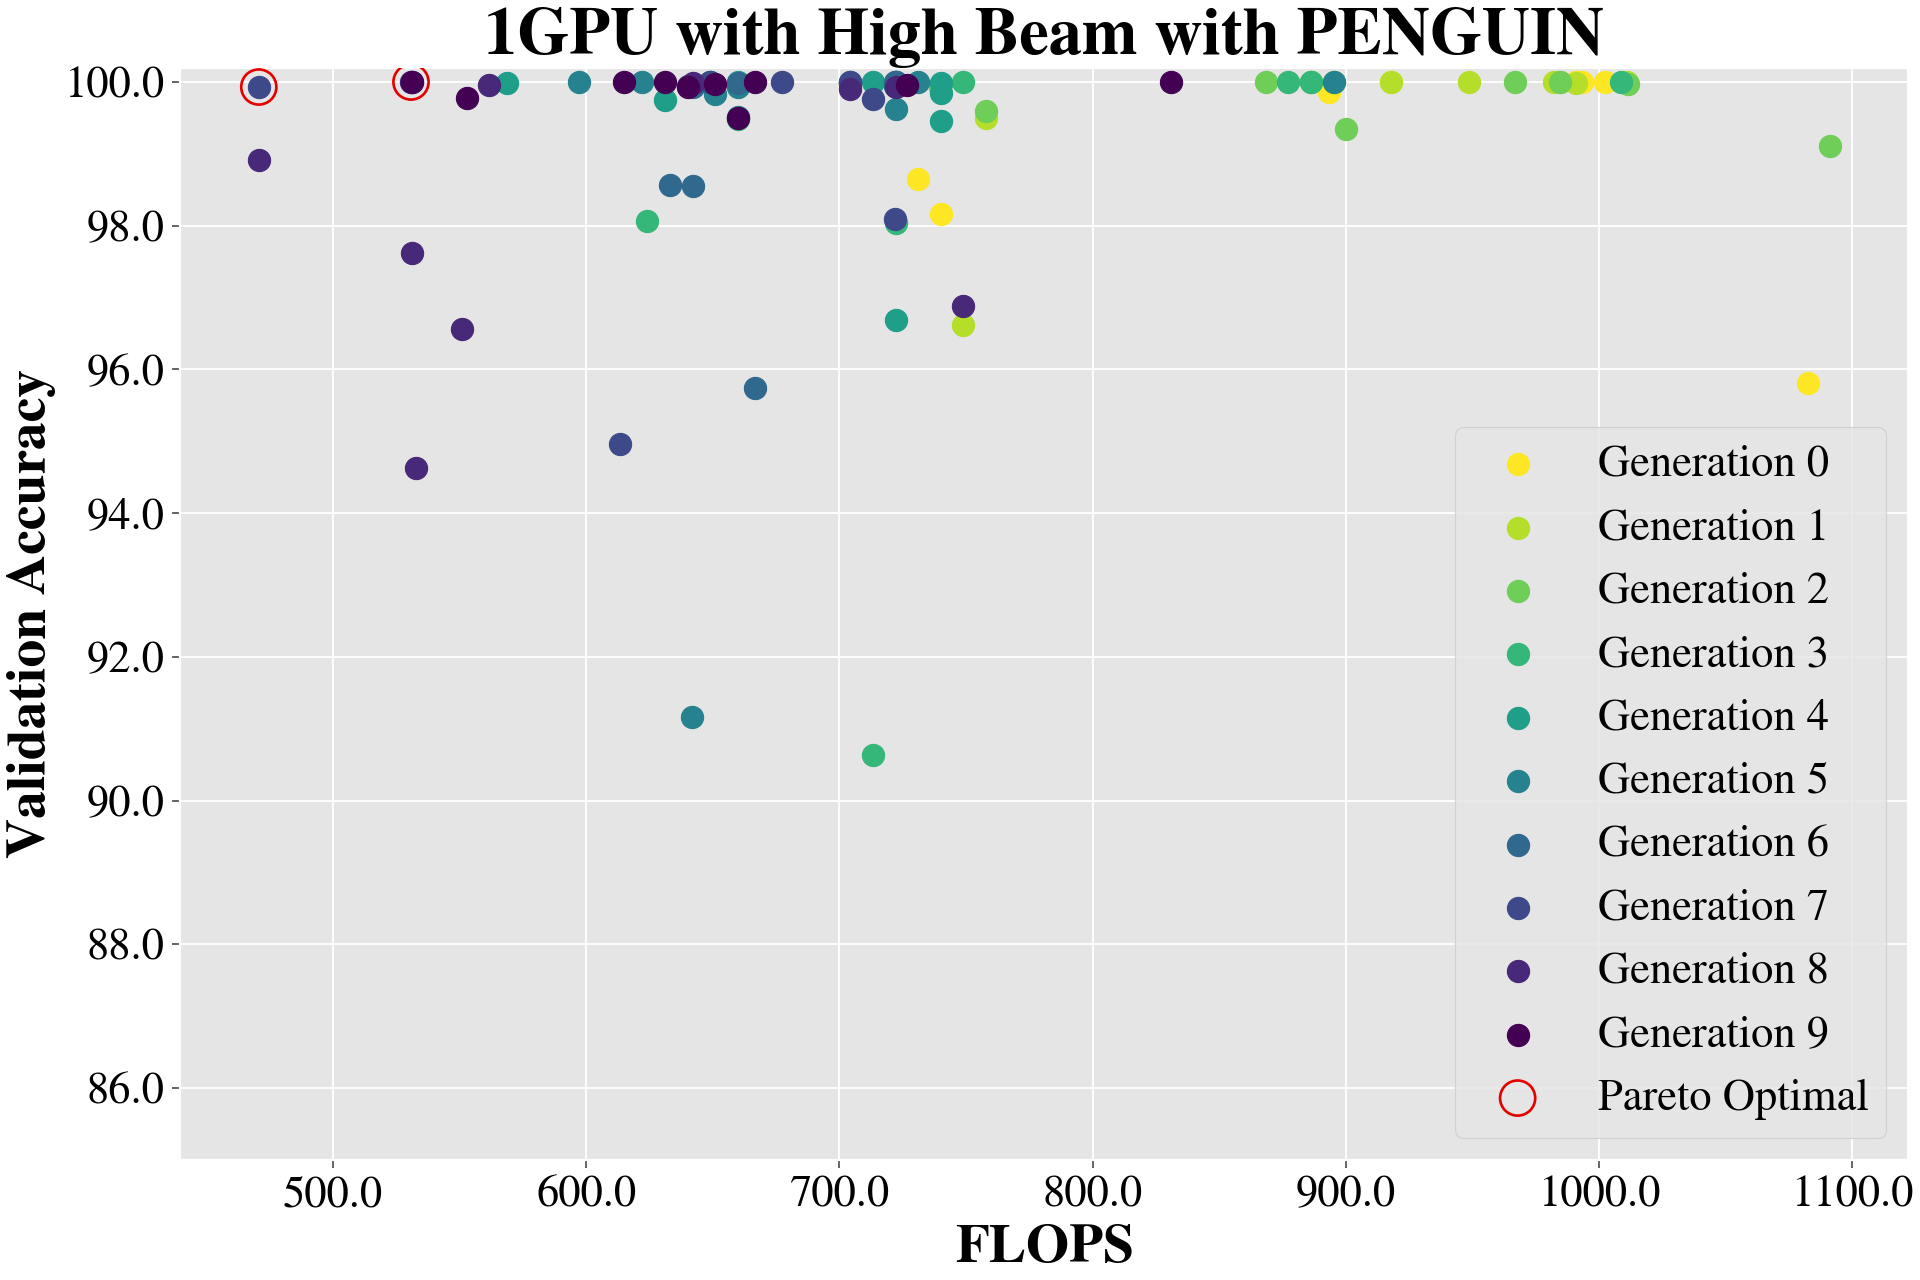 1GPU with High Beam with PENGUIN
100.0
98.0
96.0
94.0
92.0
90.0
88.0
86.0
Validation Accuracy
500.0 600.0 700.0 800.0 900.0 1000.0 1100.0
FLOPS
Generation 0
Generation 1
Generation 2
Generation 3
Generation 4
Generation 5
Generation 6
Generation 7
Generation 8
Generation 9
Pareto Optimal